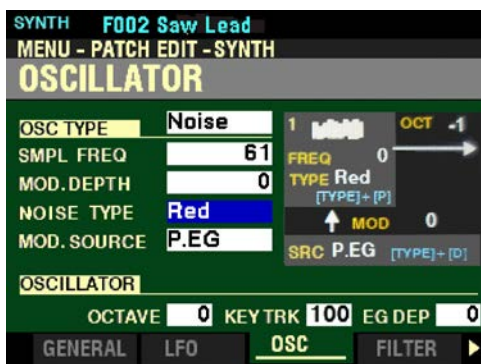 SYNTH F002 Saw Lead
MENU - PATCH EDIT - SYNTH
OSCILLATOR
OSC TYPE Noise
SMPL FREQ 61
MOD.DEPTH 0
NOISE TYPE Red
MOD.SOURCE P.EG
1 OCT -1
FREQ 0
TYPE Red
[TYPE]+[P]
MOD 0
SRC P.EG [TYPE]+[D]
OSCILLATOR
OCTAVE 0 KEY TRK 100 EG DEP 0
GENERAL LFO OSC FILTER